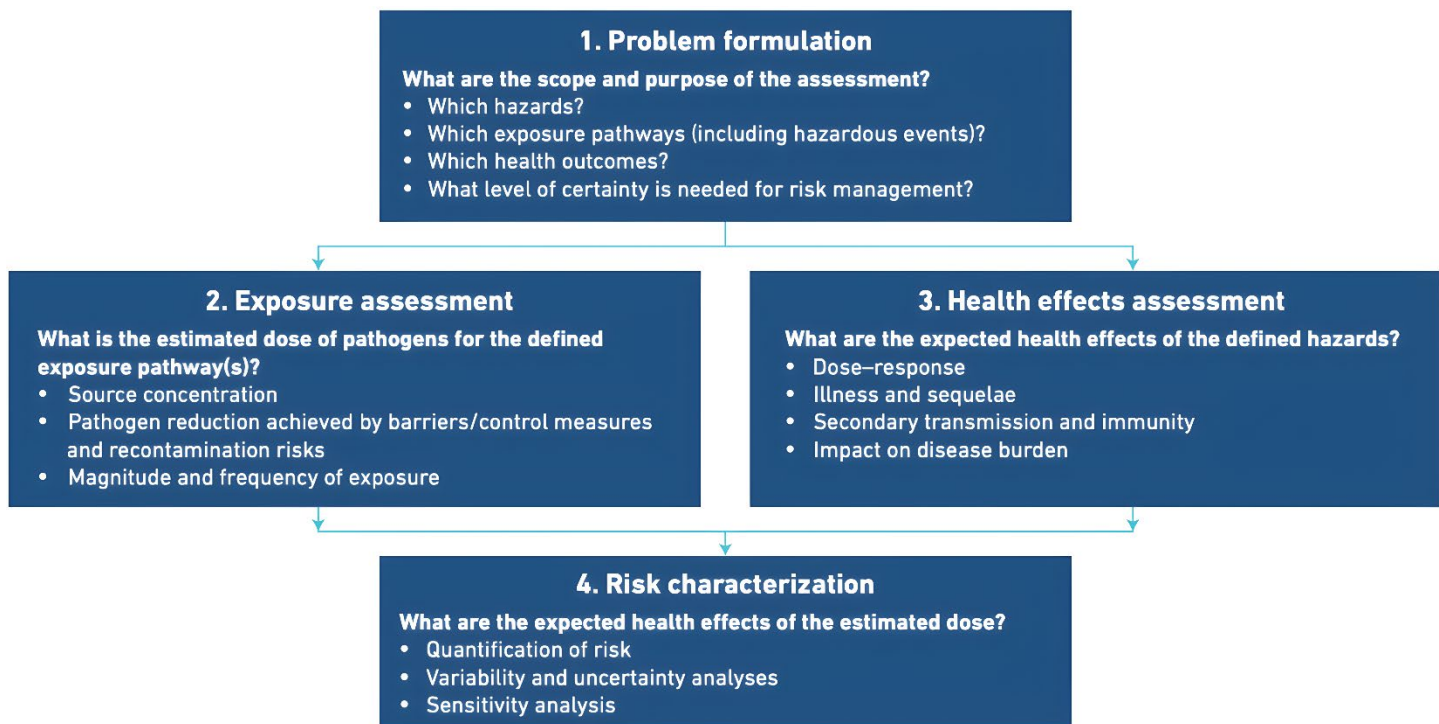 1. Problem formulation
What are the scope and purpose of the assessment?
• Which hazards?
• Which exposure pathways (including hazardous events)?
• Which health outcomes?
• What level of certainty is needed for risk management?
2. Exposure assessment
What is the estimated dose of pathogens for the defined
exposure pathway(s)?
• Source concentration
• Pathogen reduction achieved by barriers/control measures
and recontamination risks
• Magnitude and frequency of exposure
3. Health effects assessment
What are the expected health effects of the defined hazards?
• Dose–response
• Illness and sequelae
• Secondary transmission and immunity
• Impact on disease burden
4. Risk characterization
What are the expected health effects of the estimated dose?
• Quantification of risk
• Variability and uncertainty analyses
• Sensitivity analysis